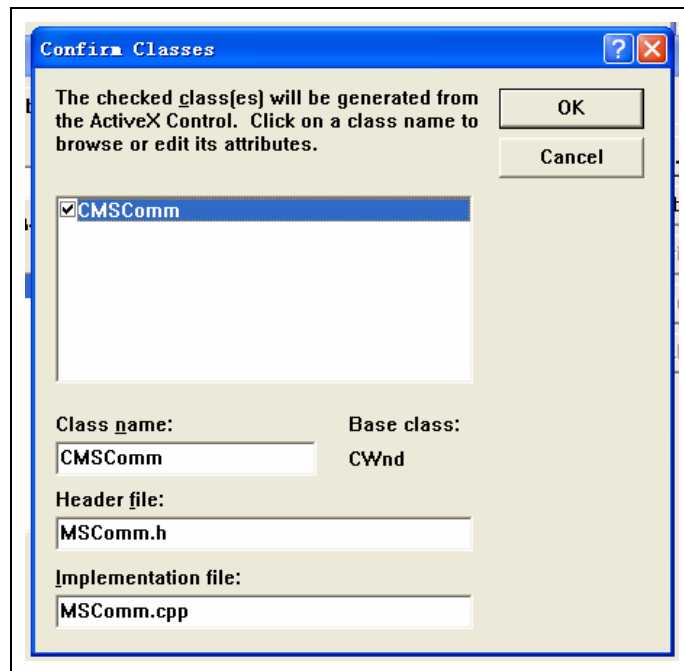 Confirm Classes
The checked class(es) will be generated from
the ActiveX Control. Click on a class name to
browse or edit its attributes.
OK
Cancel
CMSComm
Class name:
Base class:
CMSComm
CWnd
Header file:
MSComm.h
Implementation file:
MSComm.cpp